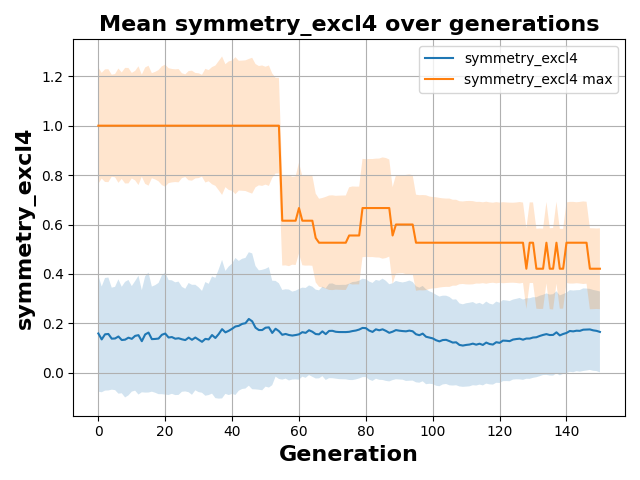 Mean symmetry_excl4 over generations
symmetry_excl4
symmetry_excl4 max
1.2
1.0
0.8
0.6
0.4
0.2
0.0
symmetry_excl4
0 20 40 60 80 100 120 140
Generation